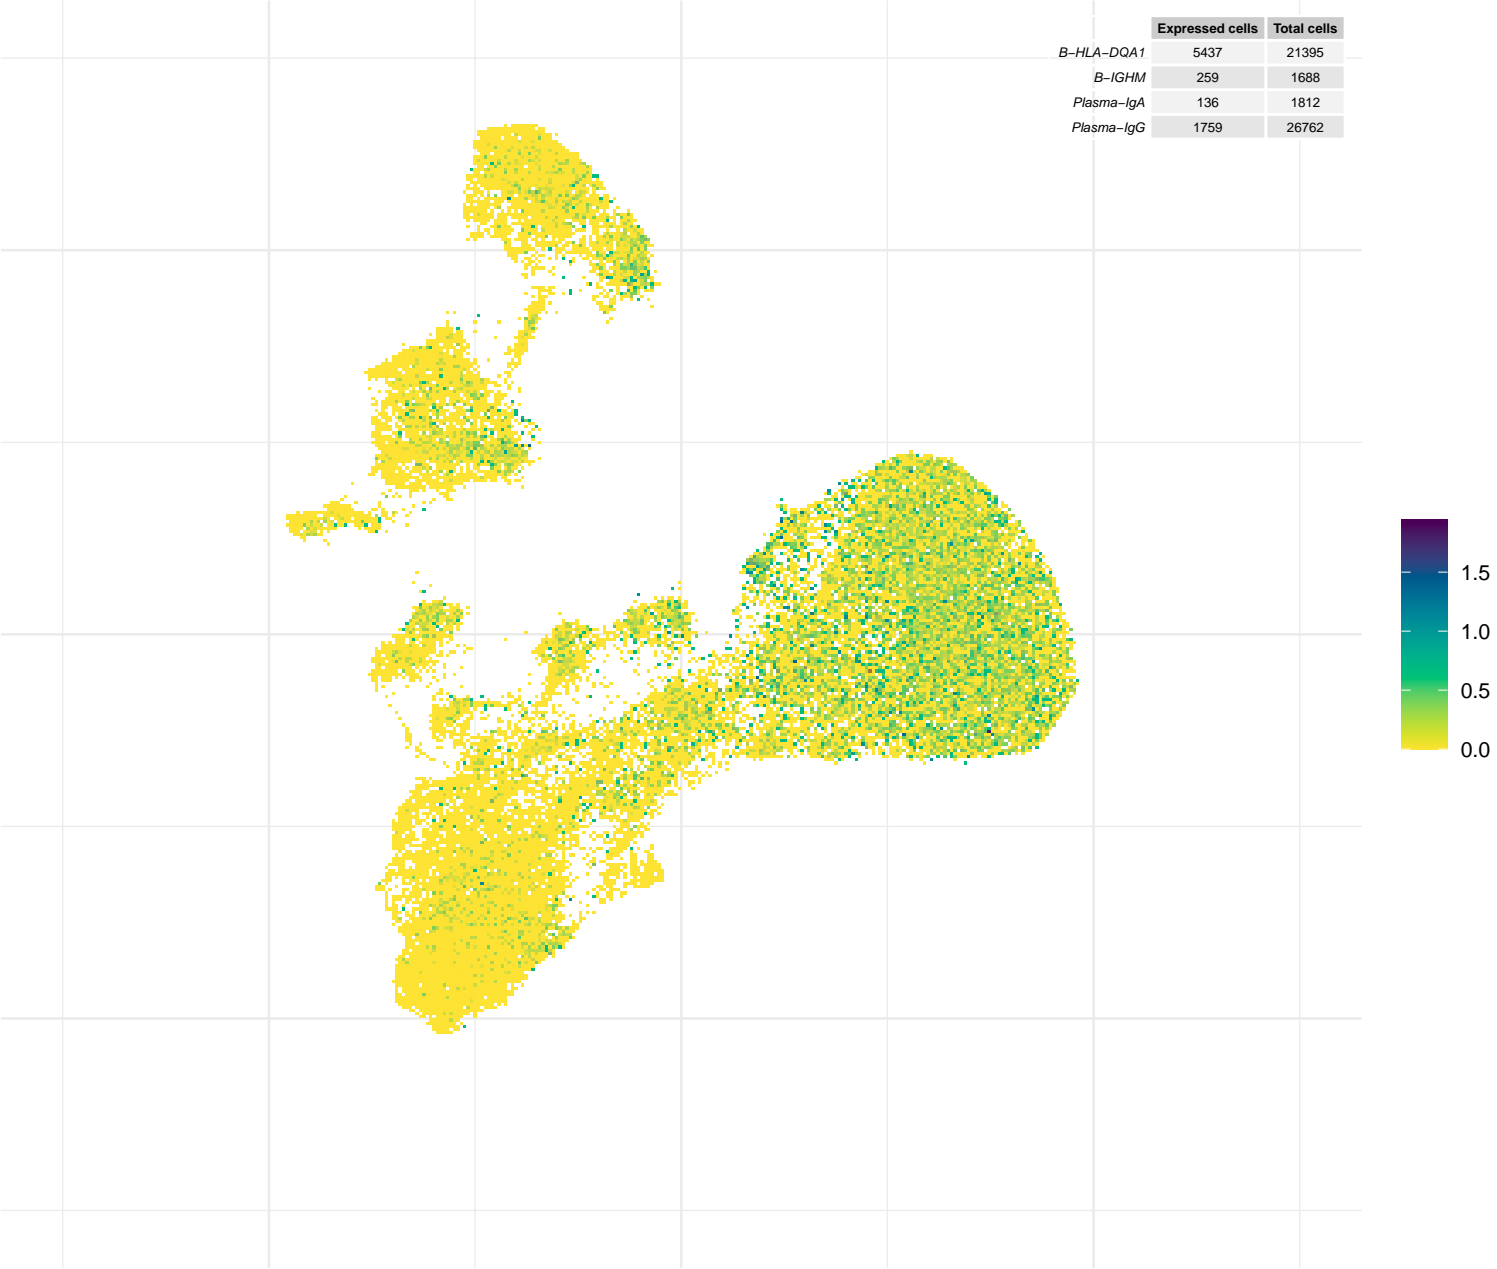 Expressed cells Total cells
B−HLA−DQA1 5437 21395
B−IGHM 259 1688
Plasma−IgA 136 1812
Plasma−IgG 1759 26762
1.5
1.0
0.5
0.0